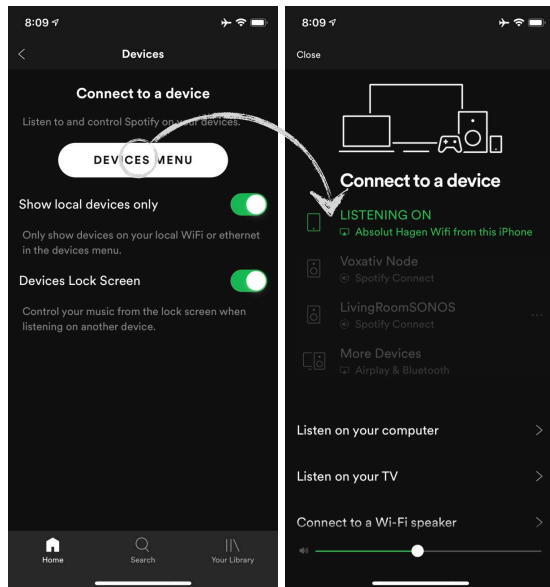 8:09
Devices
Connect to a device
Listen to and control Spotify on your devices.
DEVICES MENU
Show local devices only
Only show devices on your local WiFi or ethernet
in the devices menu.
Devices Lock Screen
Control your music from the lock screen when
listening on another device.
Home
Search
Your Library
8:09
Close
Connect to a device
LISTENING ON
Absolut Hagen Wifi from this iPhone
Voxativ Node
Spotify Connect
LivingRoomSONOS
Spotify Connect
...
More Devices
Airplay & Bluetooth
Listen on your computer
Listen on your TV
Connect to a Wi-Fi speaker